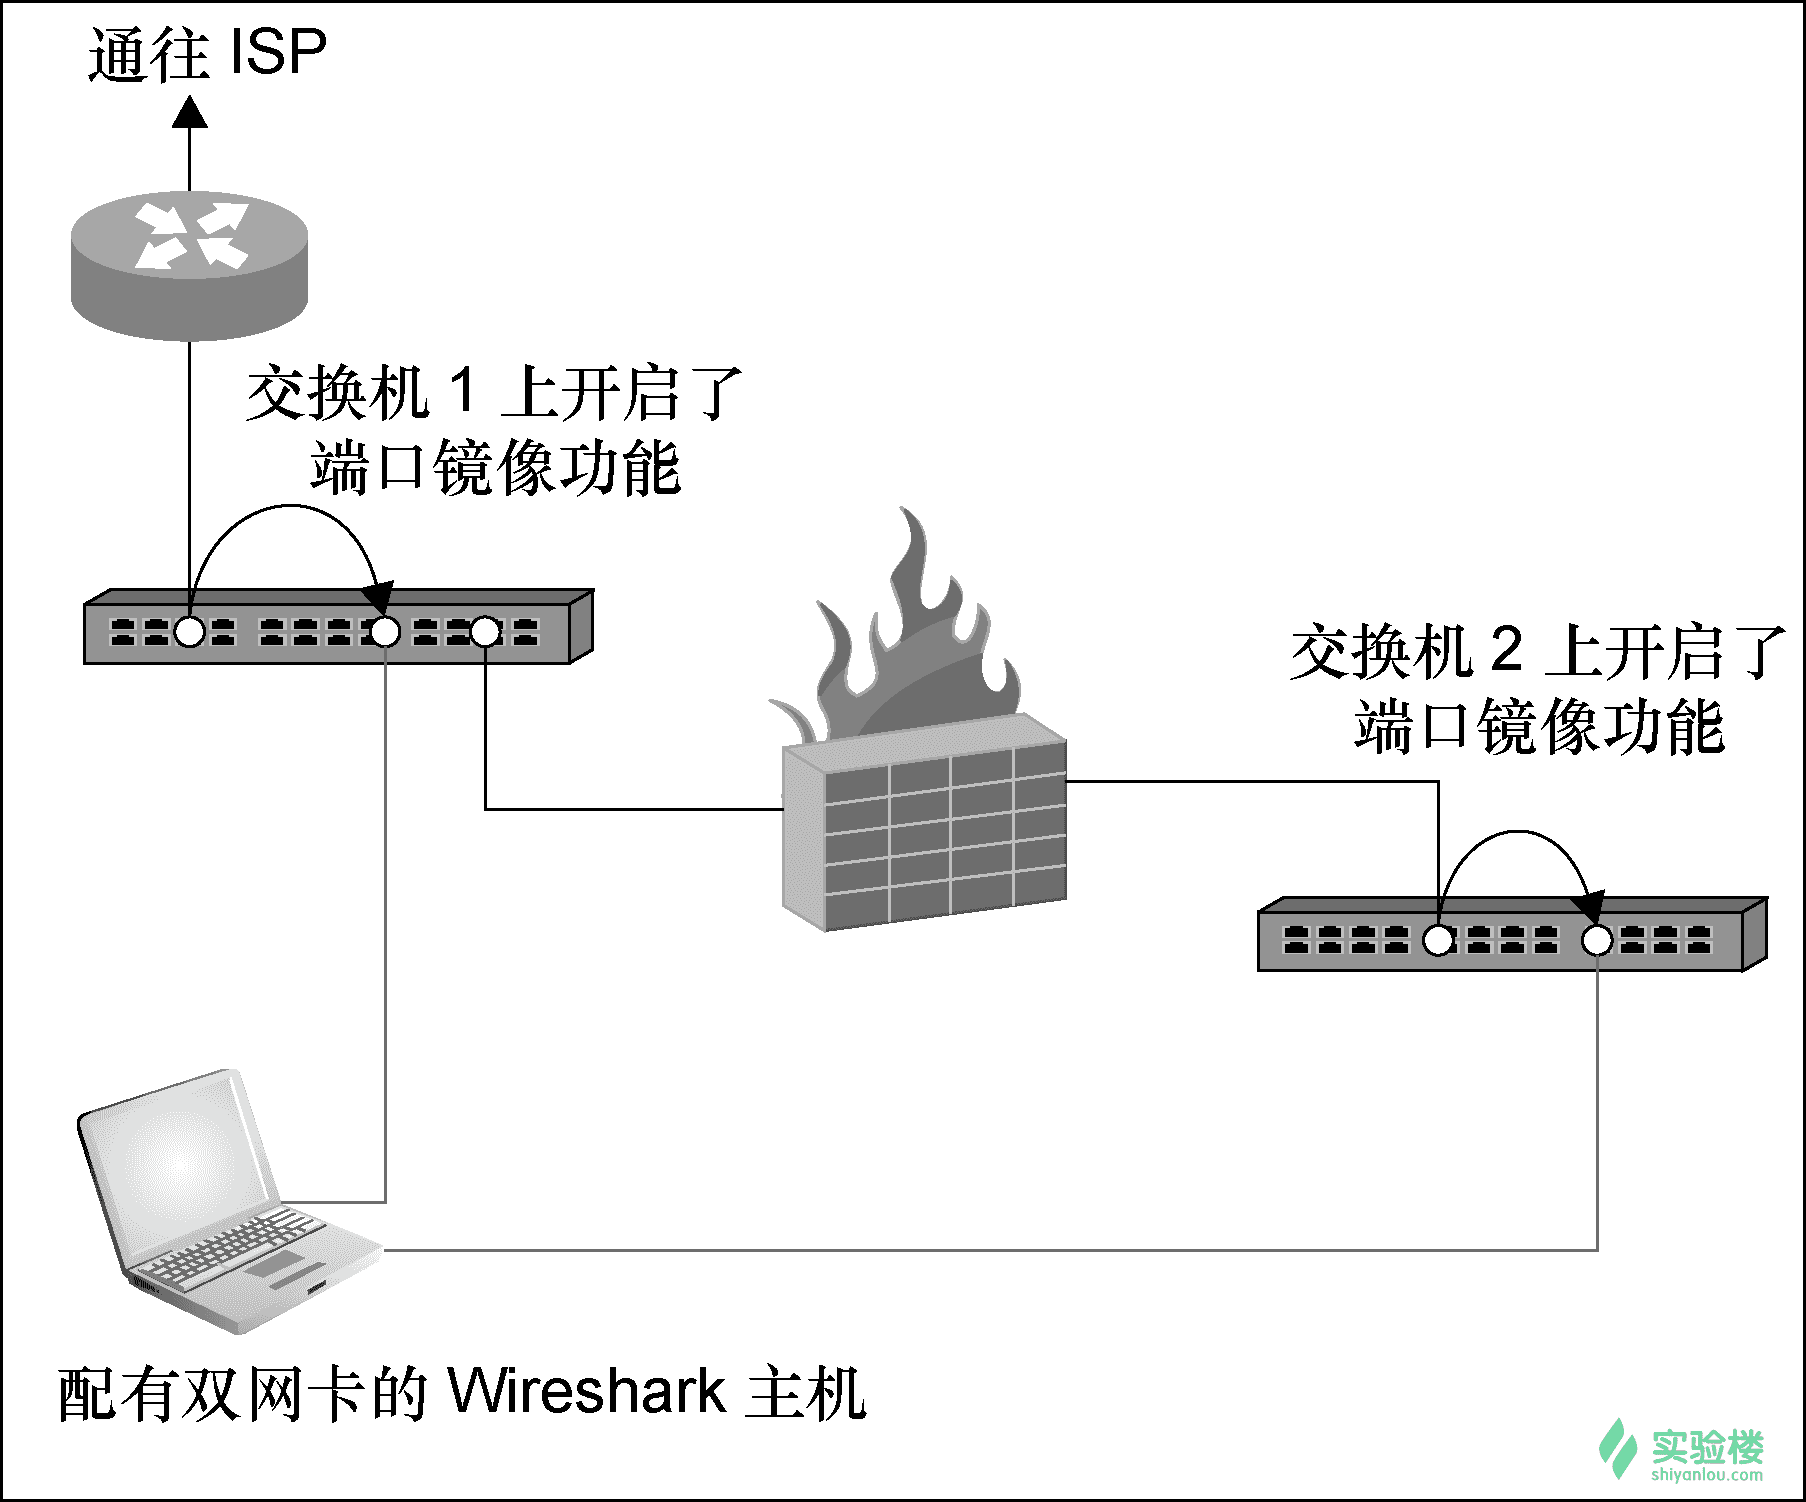 通往 ISP
交换机 1 上开启了
端口镜像功能
交换机 2 上开启了
端口镜像功能
配有双网卡的 Wireshark 主机
实验楼
shiyanlou.com